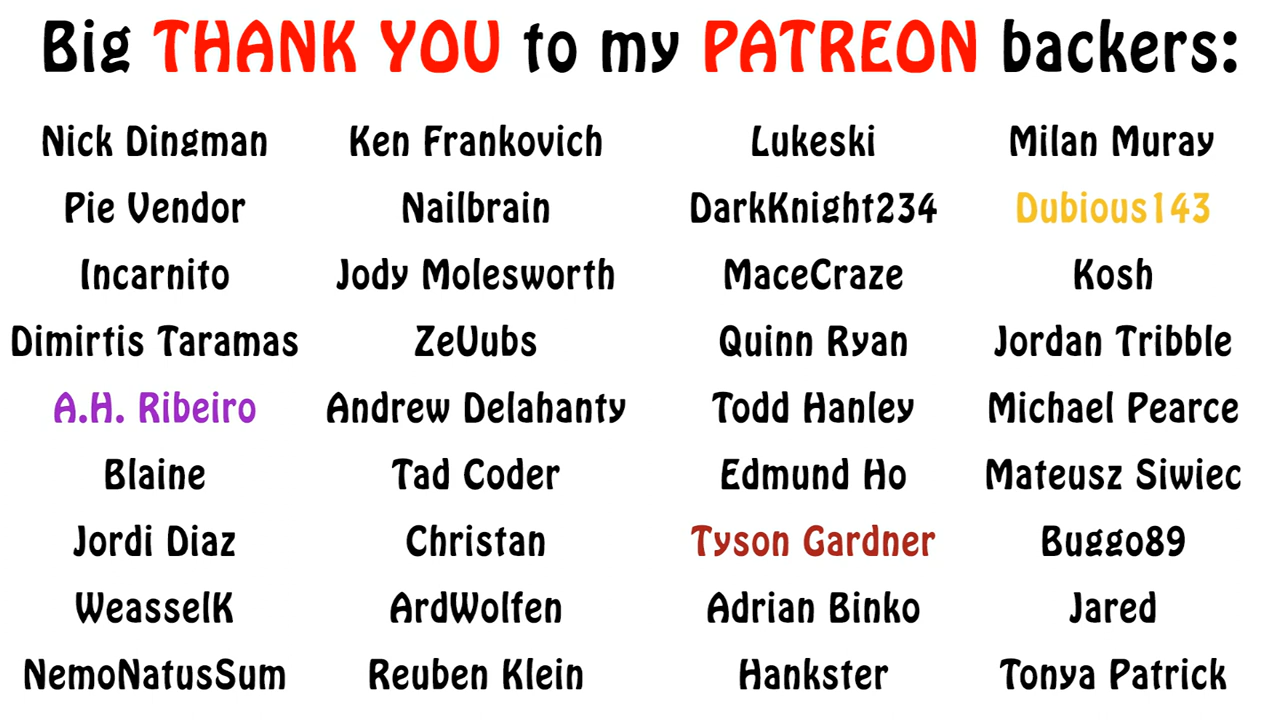 Big THANK YOU to my PATREON backers:
Nick Dingman Ken Frankovich Lukeski Milan Muray
Pie Vendor Nailbrain DarkKnight234 Dubious143
Incarnito Jody Molesworth MaceCraze Kosh
Dimirtis Taramas ZeVubs Quinn Ryan Jordan Tribble
A.H. Ribeiro Andrew Delahanty Todd Hanley Michael Pearce
Blaine Tad Coder Edmund Ho Mateusz Siwiec
Jordi Diaz Christan Tyson Gardner Buggo89
WeasselK ArdWolfen Adrian Binko Jared
NemoNatusSum Reuben Klein Hankster Tonya Patrick